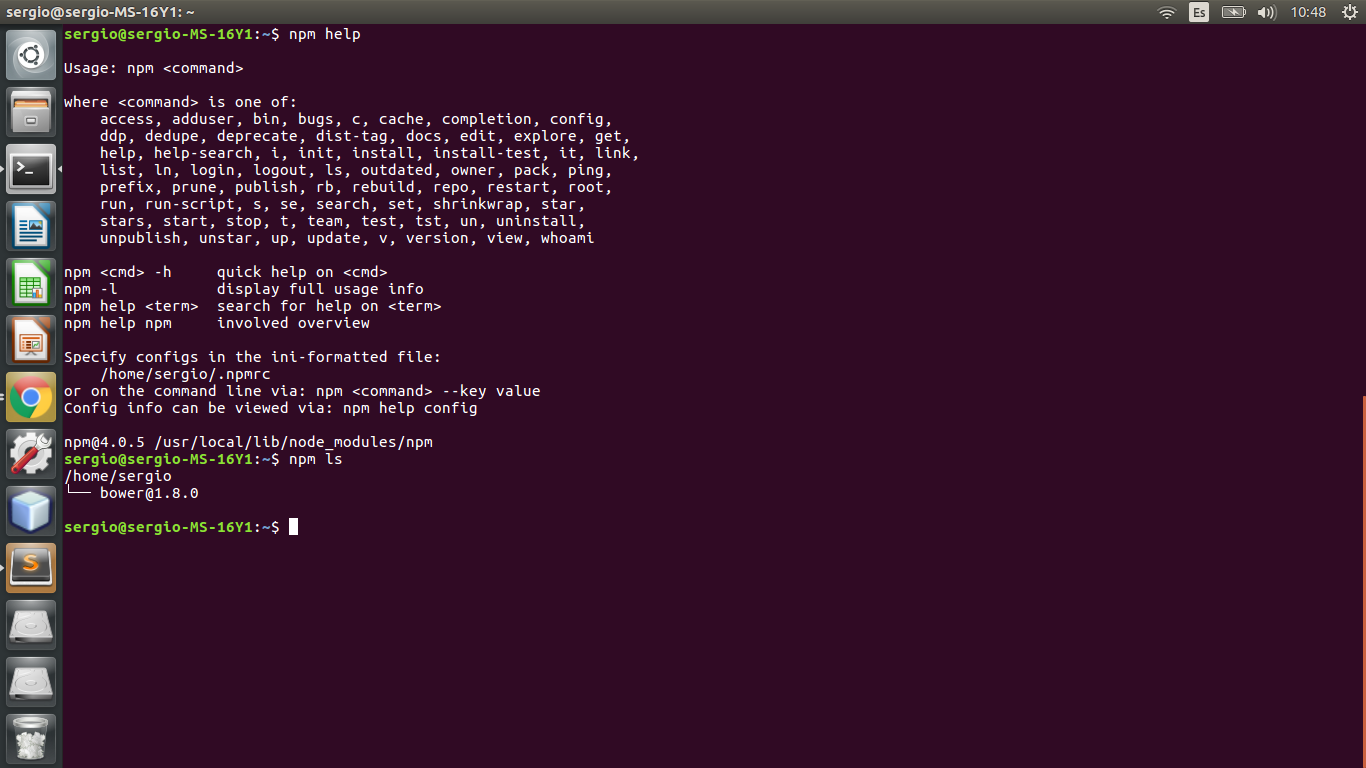 sergio@sergio-MS-16Y1: ~
Es
10:48
sergio@sergio-MS-16Y1:~$ npm help
Usage: npm <command>
where <command> is one of:
access, adduser, bin, bugs, c, cache, completion, config,
ddp, dedupe, deprecate, dist-tag, docs, edit, explore, get,
help, help-search, i, init, install, install-test, it, link,
list, ln, login, logout, ls, outdated, owner, pack, ping,
prefix, prune, publish, rb, rebuild, repo, restart, root,
run, run-script, s, se, search, set, shrinkwrap, star,
stars, start, stop, t, team, test, tst, un, uninstall,
unpublish, unstar, up, update, v, version, view, whoami
npm <cmd> -h     quick help on <cmd>
npm -l           display full usage info
npm help <term>  search for help on <term>
npm help npm     involved overview
Specify configs in the ini-formatted file:
/home/sergio/.npmrc
or on the command line via: npm <command> --key value
Config info can be viewed via: npm help config
npm@4.0.5 /usr/local/lib/node_modules/npm
sergio@sergio-MS-16Y1:~$ npm ls
/home/sergio
└── bower@1.8.0
sergio@sergio-MS-16Y1:~$